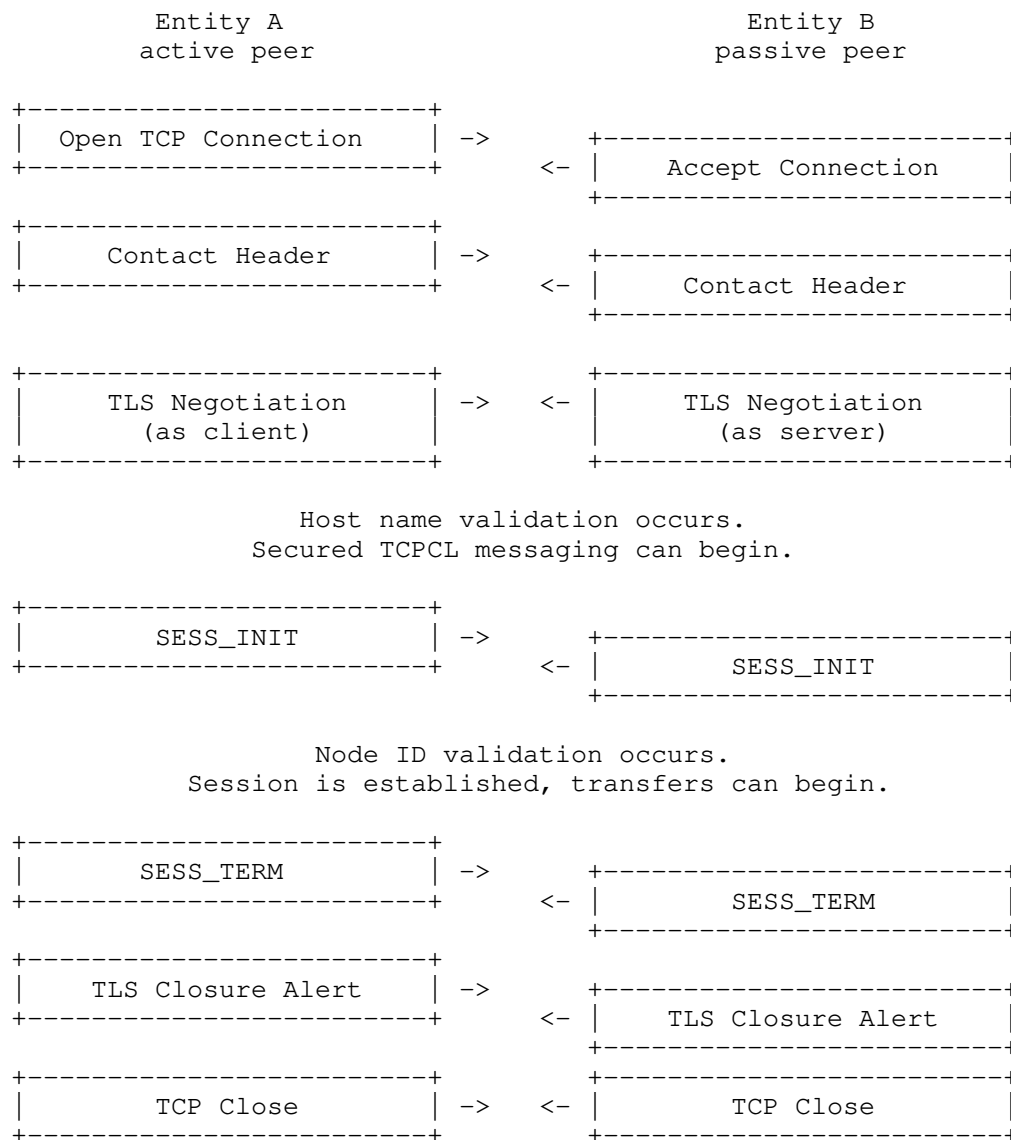 Entity A                             Entity B
active peer                         passive peer

+-------------------------+
|  Open TCP Connection    | ->      +-------------------------+
+-------------------------+      <- |    Accept Connection    |
                                    +-------------------------+
+-------------------------+
|     Contact Header      | ->      +-------------------------+
+-------------------------+      <- |     Contact Header      |
                                    +-------------------------+

+-------------------------+         +-------------------------+
|     TLS Negotiation     | ->   <- |     TLS Negotiation     |
|       (as client)       |         |       (as server)       |
+-------------------------+         +-------------------------+

Host name validation occurs.
Secured TCPCL messaging can begin.

+-------------------------+
|        SESS_INIT        | ->      +-------------------------+
+-------------------------+      <- |        SESS_INIT        |
                                    +-------------------------+

Node ID validation occurs.
Session is established, transfers can begin.

+-------------------------+
|       SESS_TERM         | ->      +-------------------------+
+-------------------------+      <- |        SESS_TERM        |
                                    +-------------------------+
+-------------------------+
|    TLS Closure Alert    | ->      +-------------------------+
+-------------------------+      <- |    TLS Closure Alert    |
                                    +-------------------------+
+-------------------------+         +-------------------------+
|        TCP Close        | ->   <- |        TCP Close        |
+-------------------------+         +-------------------------+